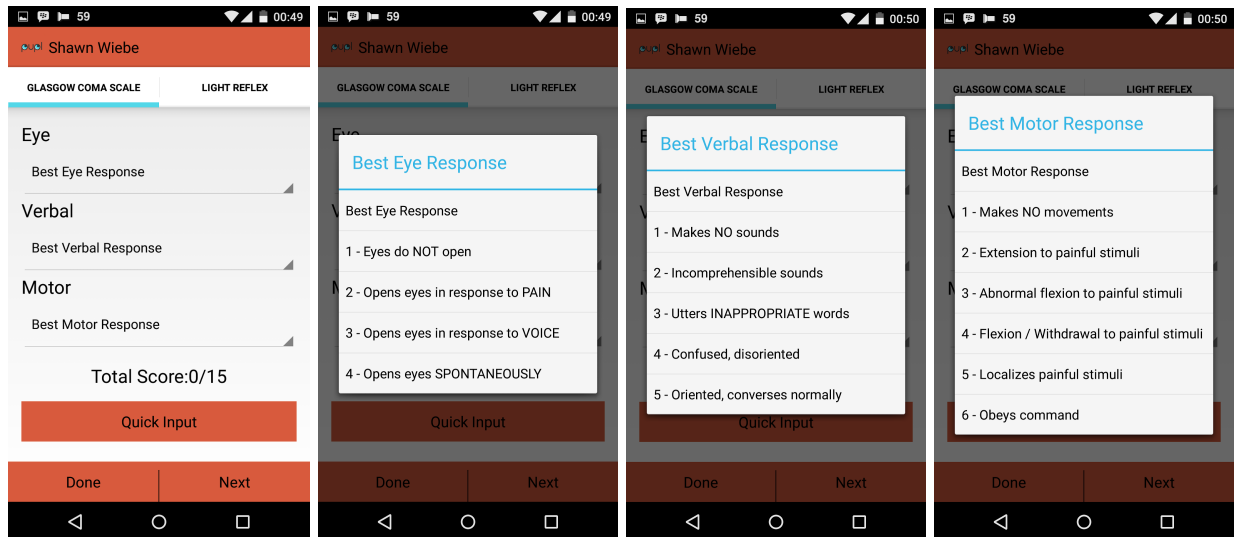 59 00:49
pupl Shawn Wiebe
GLASGOW COMA SCALE LIGHT REFLEX
Eye
Best Eye Response
Verbal
Best Verbal Response
Motor
Best Motor Response
Total Score:0/15
Quick Input
Done Next
59 00:49
pupl Shawn Wiebe
GLASGOW COMA SCALE LIGHT REFLEX
Eye
Best Eye Response
Best Eye Response
1 - Eyes do NOT open
2 - Opens eyes in response to PAIN
3 - Opens eyes in response to VOICE
4 - Opens eyes SPONTANEOUSLY
Quick Input
Done Next
59 00:50
pupl Shawn Wiebe
GLASGOW COMA SCALE LIGHT REFLEX
Best Verbal Response
Best Verbal Response
1 - Makes NO sounds
2 - Incomprehensible sounds
3 - Utters INAPPROPRIATE words
4 - Confused, disoriented
5 - Oriented, converses normally
Quick Input
Done Next
59 00:50
pupl Shawn Wiebe
GLASGOW COMA SCALE LIGHT REFLEX
Best Motor Response
Best Motor Response
1 - Makes NO movements
2 - Extension to painful stimuli
3 - Abnormal flexion to painful stimuli
4 - Flexion / Withdrawal to painful stimuli
5 - Localizes painful stimuli
6 - Obeys command
Done Next